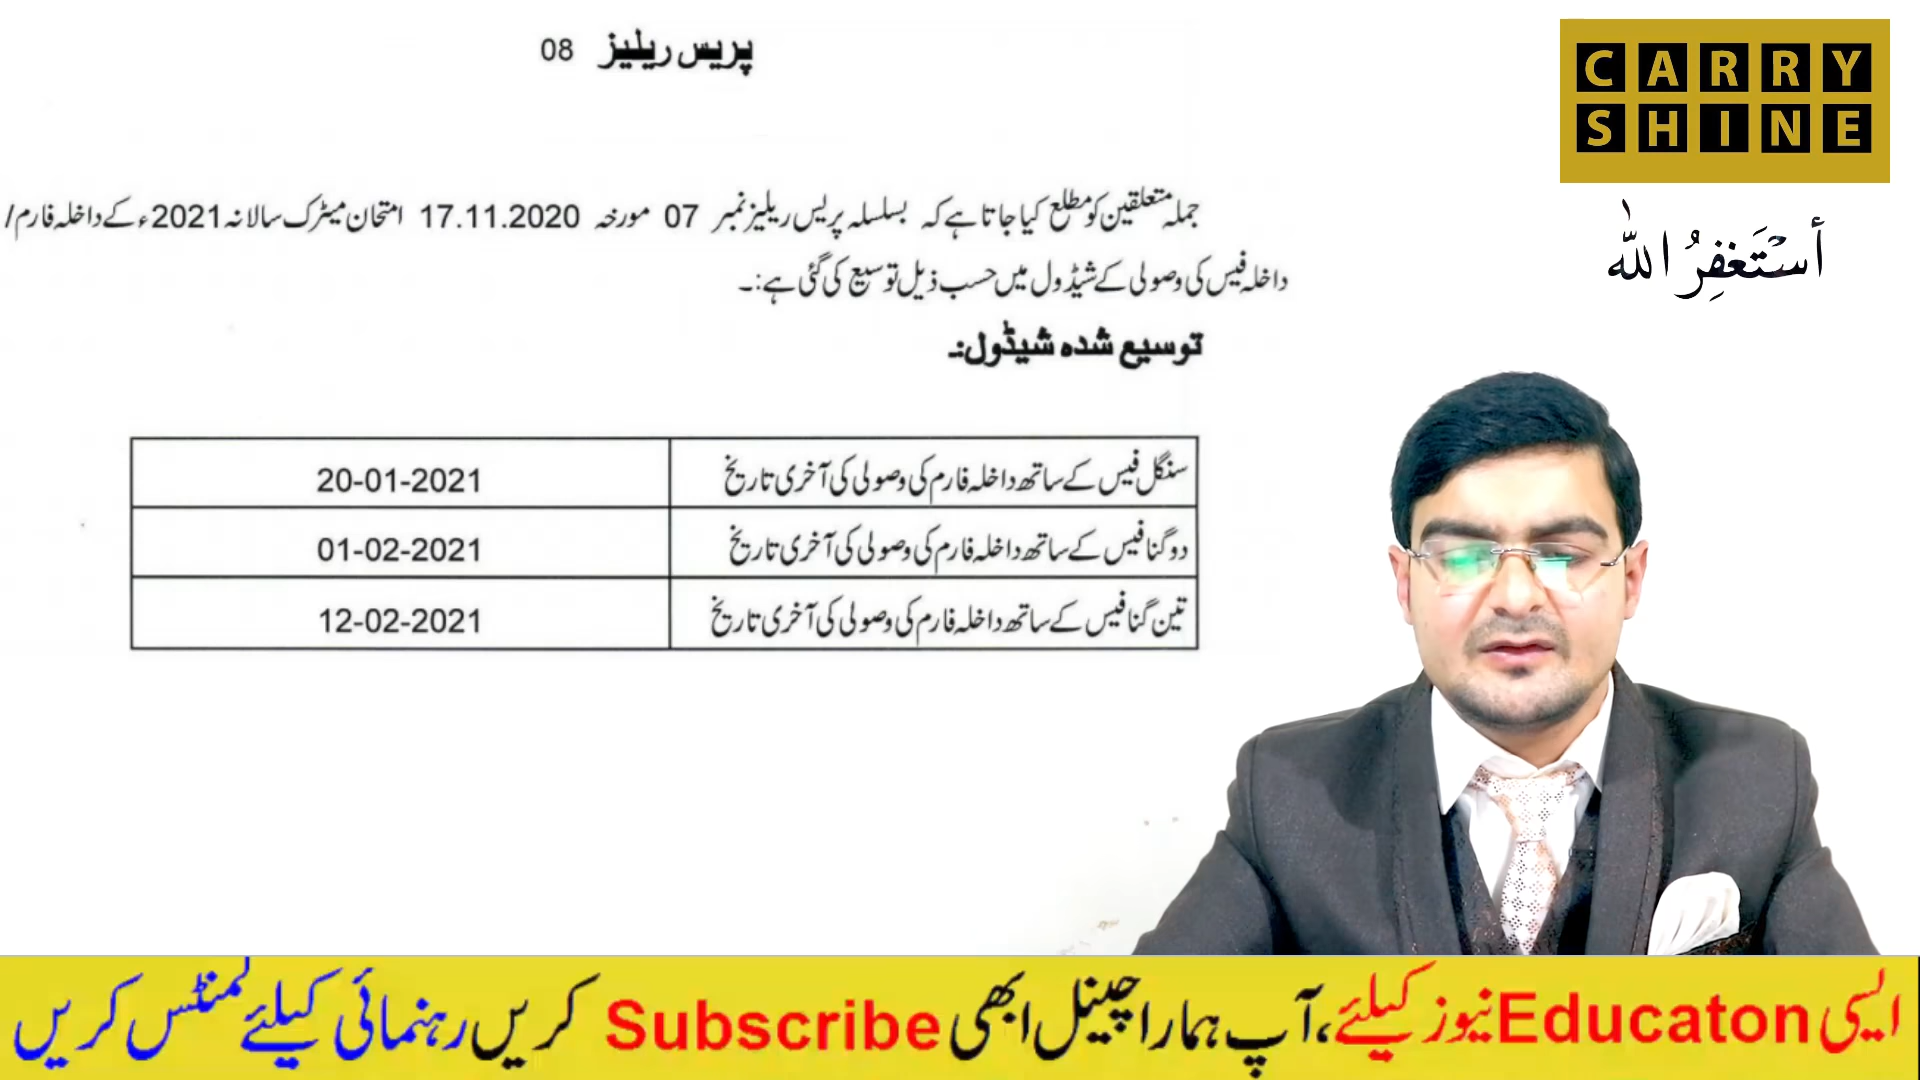 پریس ریلیز 08
جملہ متعلقین کو مطلع کیا جاتا ہے کہ بسلسلہ پریس ریلیز نمبر 07 مورخہ 17.11.2020 امتحان میٹرک سالانہ 2021ء کے داخلہ فارم/
داخلہ فیس کی وصولی کے شیڈول میں حسب ذیل توسیع کی گئی ہے:۔
توسیع شدہ شیڈول:۔
سنگل فیس کے ساتھ داخلہ فارم کی وصولی کی آخری تاریخ 20-01-2021
دو گنا فیس کے ساتھ داخلہ فارم کی وصولی کی آخری تاریخ 01-02-2021
تین گنا فیس کے ساتھ داخلہ فارم کی وصولی کی آخری تاریخ 12-02-2021
CARRY
SHINE
أَسْتَغْفِرُ اللّٰه
ایسی Educaton نیوز کیلئے، آپ ہمارا چینل ابھی Subscribe کریں رہنمائی کیلئے کمنٹس کریں